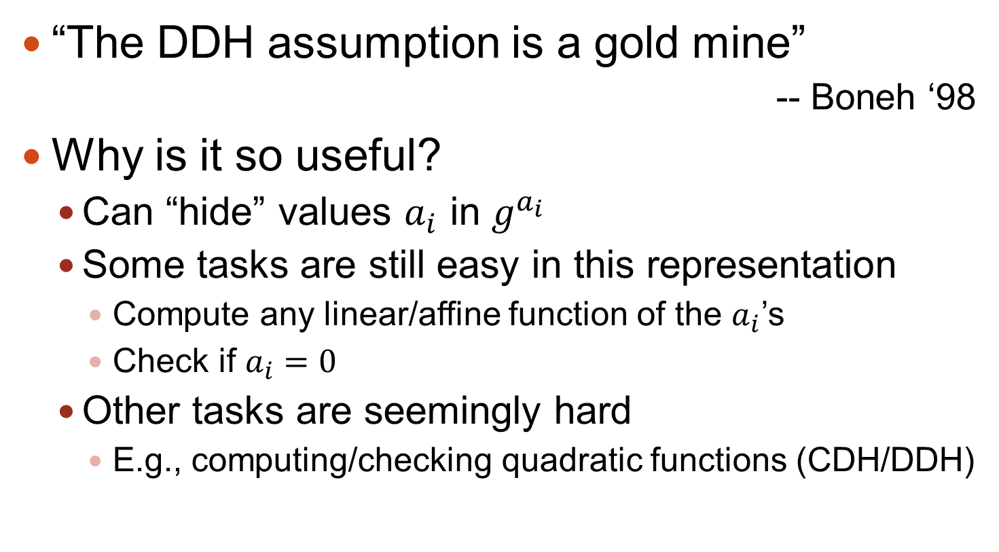 • “The DDH assumption is a gold mine”
-- Boneh ‘98
• Why is it so useful?
• Can “hide” values $a_i$ in $g^{a_i}$
• Some tasks are still easy in this representation
• Compute any linear/affine function of the $a_i$’s
• Check if $a_i = 0$
• Other tasks are seemingly hard
• E.g., computing/checking quadratic functions (CDH/DDH)